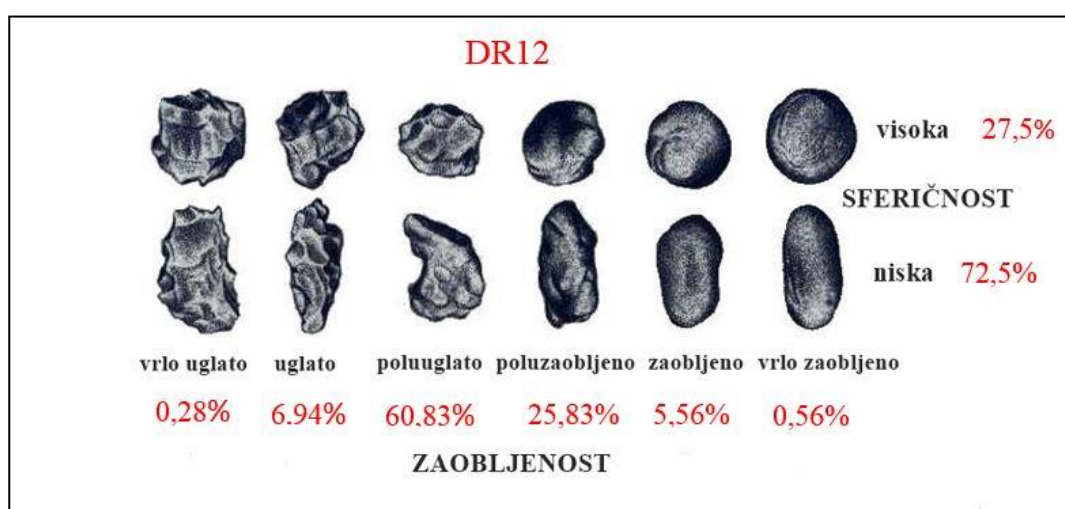 DR12
visoka 27,5%
SFERIČNOST
niska 72,5%
vrlo uglato uglato poluuglato poluzaobljeno zaobljeno vrlo zaobljeno
0,28% 6.94% 60,83% 25,83% 5,56% 0,56%
ZAOBLJENOST